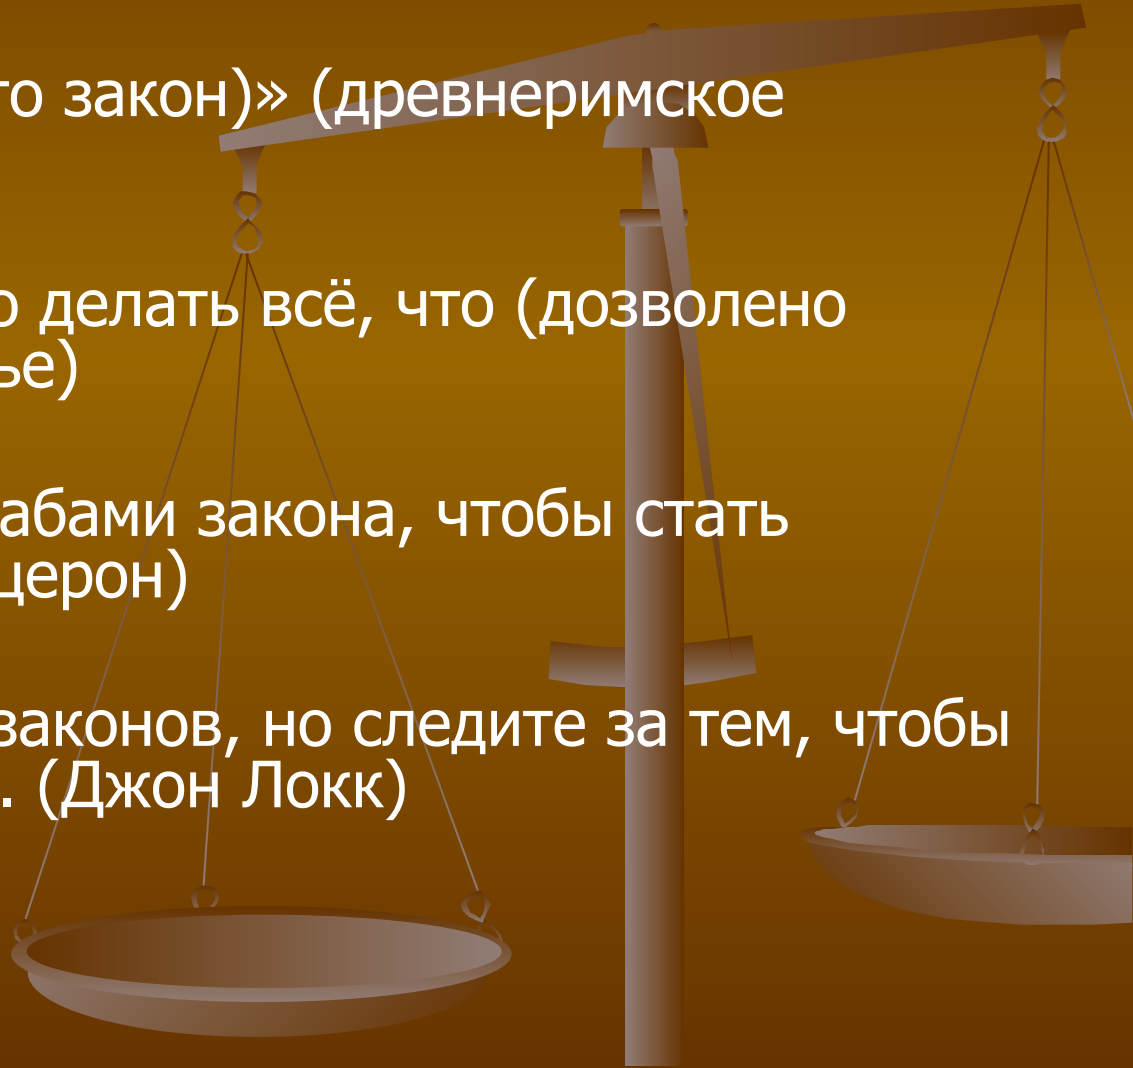 то закон)» (древнеримское
о делать всё, что (дозволено
ье)
абами закона, чтобы стать
церон)
законов, но следите за тем, чтобы
. (Джон Локк)